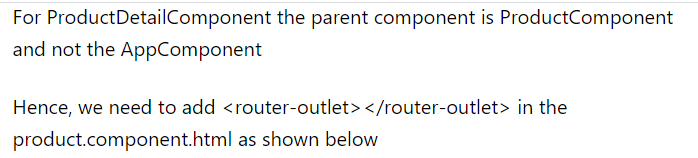 For ProductDetailComponent the parent component is ProductComponent
and not the AppComponent
Hence, we need to add <router-outlet></router-outlet> in the
product.component.html as shown below